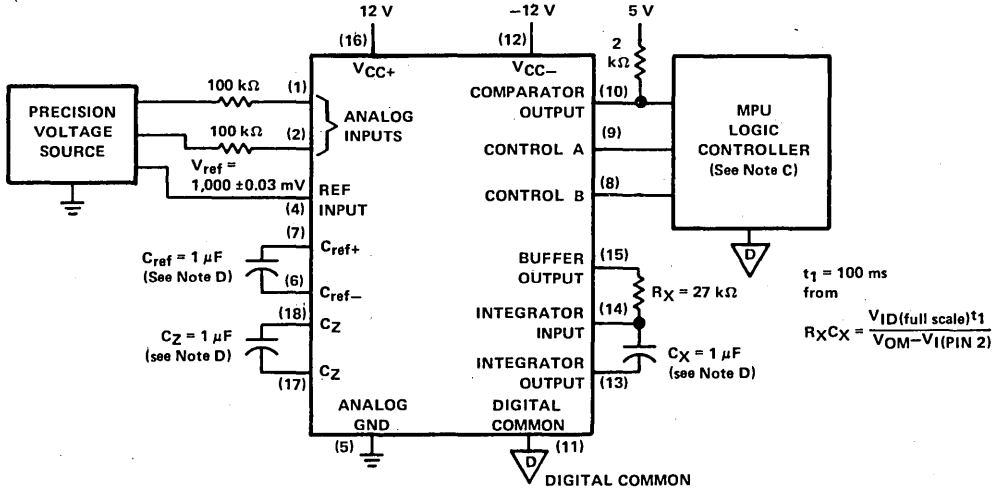 12 V
-12 V
5 V
(16)
(12)
2 kΩ
VCC+
VCC-
100 kΩ
(1)
PRECISION
VOLTAGE
SOURCE
ANALOG
INPUTS
100 kΩ
(2)
Vref =
1,000 ±0.03 mV
REF
INPUT
(4)
(7)
Cref+
Cref = 1 μF
(See Note D)
(6)
Cref-
(18)
CZ
CZ = 1 μF
(see Note D)
CZ
(17)
ANALOG
GND
(5)
COMPARATOR
OUTPUT
(10)
CONTROL A
(9)
CONTROL B
(8)
MPU
LOGIC
CONTROLLER
(See Note C)
D
BUFFER
OUTPUT
(15)
RX = 27 kΩ
INTEGRATOR
INPUT
(14)
CX = 1 μF
(see Note D)
INTEGRATOR
OUTPUT
(13)
DIGITAL
COMMON
(11)
D
DIGITAL COMMON
t1 = 100 ms
from
RXCX = VID(full scale)t1
VOM-VI(PIN 2)